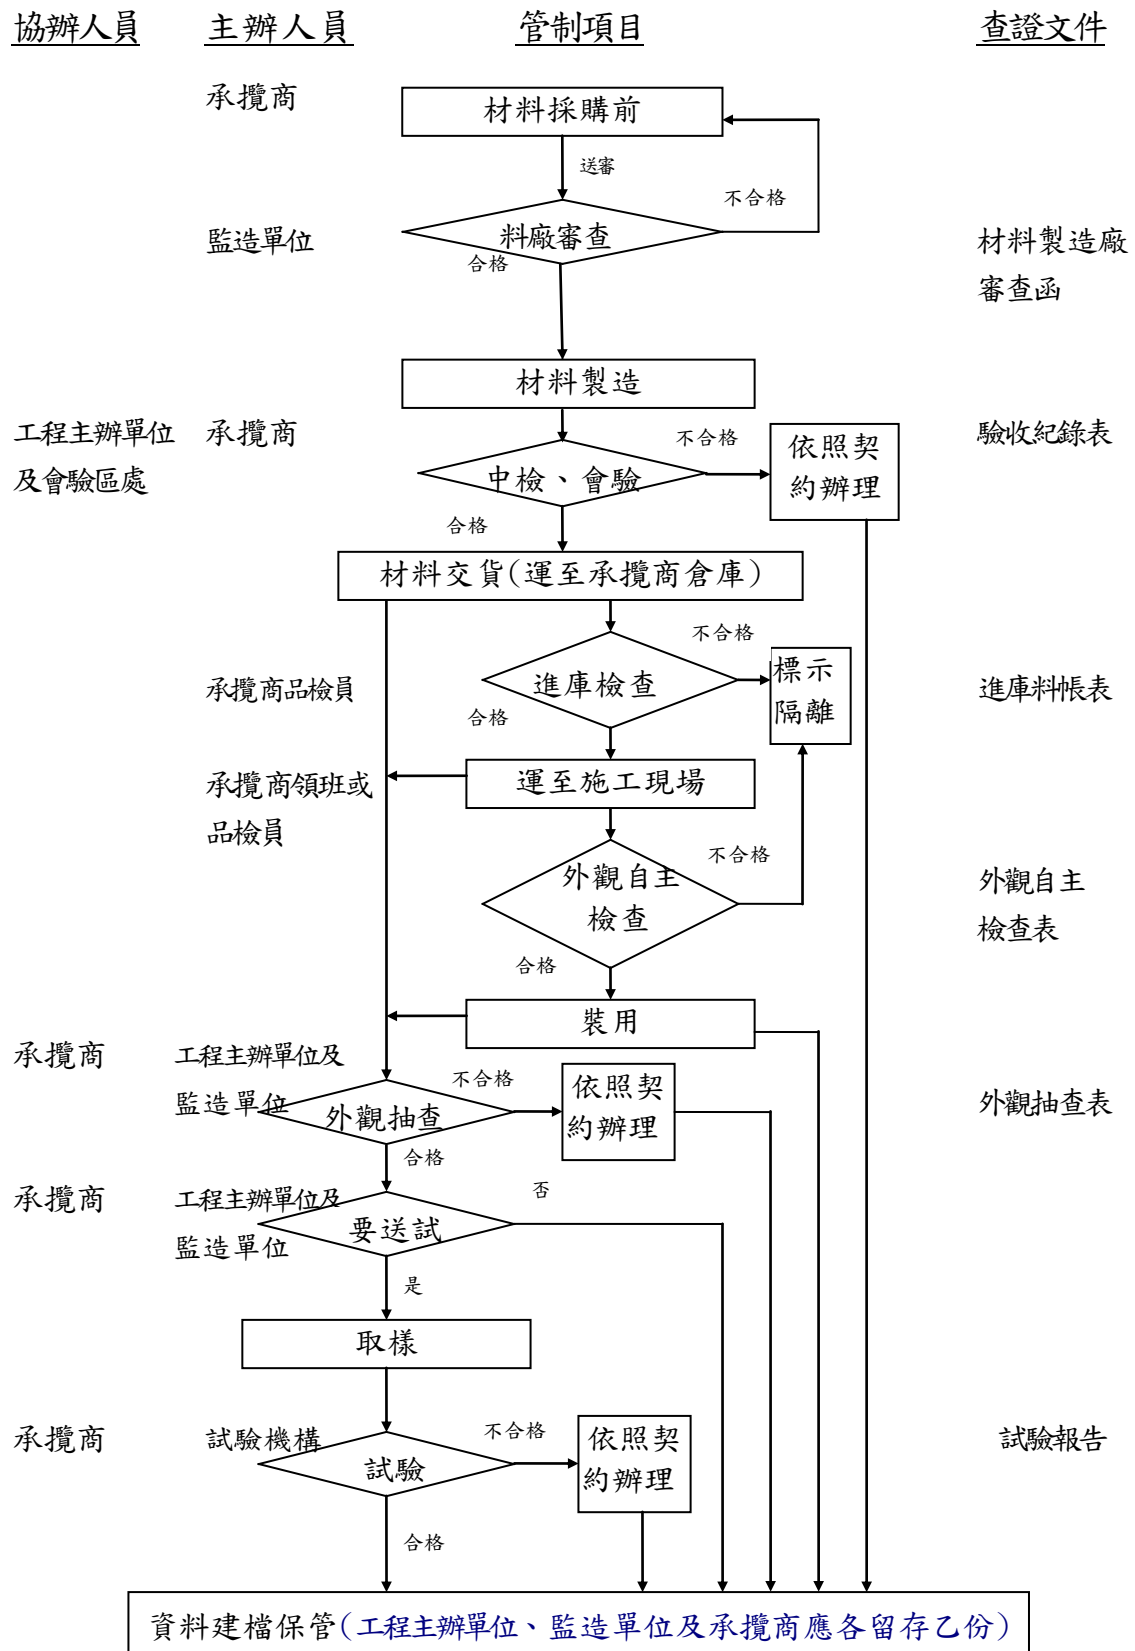 協辦人員 主辦人員 管制項目 查證文件
承攬商 材料採購前
送審
不合格
監造單位 料廠審查 材料製造廠
合格
審查函
材料製造
工程主辦單位 承攬商 不合格 依照契 驗收紀錄表
及會驗區處 中檢、會驗 約辦理
合格
材料交貨(運至承攬商倉庫)
不合格
承攬商品檢員 進庫檢查 標示 進庫料帳表
合格 隔離
承攬商領班或 運至施工現場
品檢員
不合格
外觀自主 外觀自主
檢查 檢查表
合格
裝用
承攬商 工程主辦單位及 不合格 依照契
監造單位 外觀抽查 約辦理 外觀抽查表
合格
承攬商 工程主辦單位及 否
監造單位 要送試
是
取樣
承攬商 試驗機構 不合格 依照契 試驗報告
試驗 約辦理
合格
資料建檔保管(工程主辦單位、監造單位及承攬商應各留存乙份)